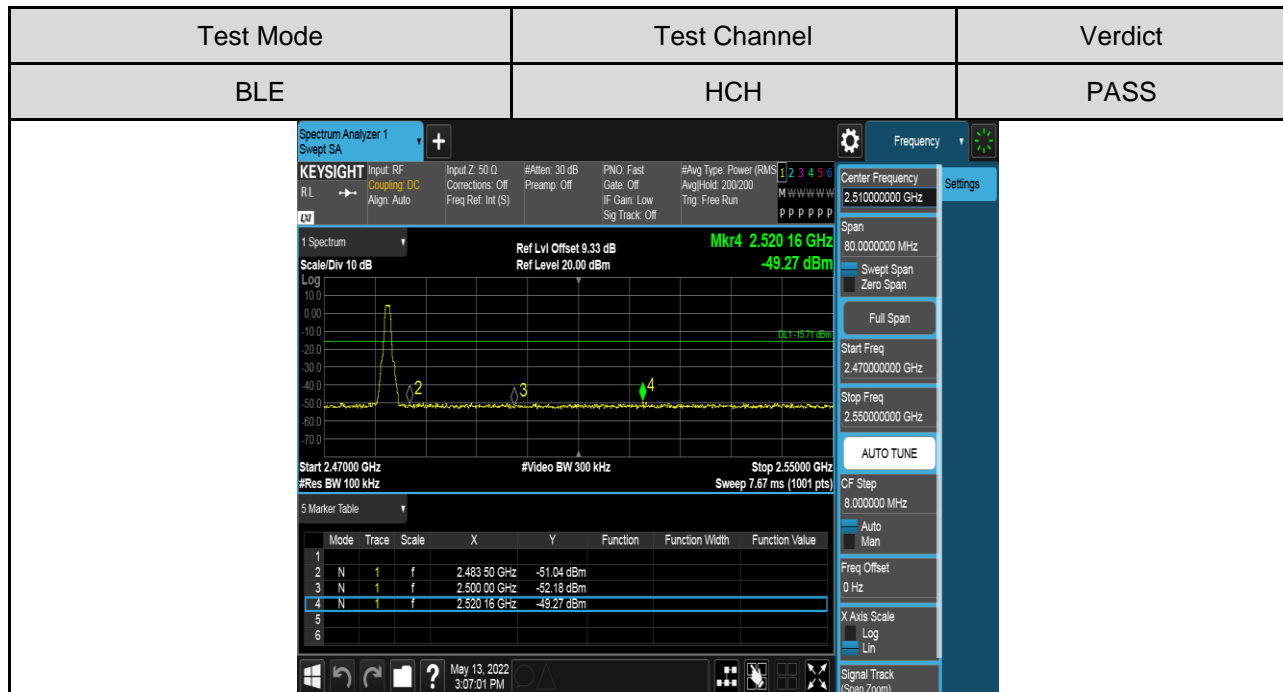 Test Mode Test Channel Verdict
BLE HCH PASS
Spectrum Analyzer 1
Swept SA
+
Frequency
KEYSIGHT Input: RF Input Z: 50 Ω #Atten: 30 dB PNO: Fast #Avg Type: Power (RMS 1 2 3 4 5 6
RL Coupling: DC Corrections: Off Preamp: Off Gate: Off Avg|Hold: 200/200 M W W W W W
Align: Auto Freq Ref: Int (S) IF Gain: Low Trig: Free Run
LXI Sig Track: Off P P P P P P
1 Spectrum Ref Lvl Offset 9.33 dB Mkr4 2.520 16 GHz
Scale/Div 10 dB Ref Level 20.00 dBm -49.27 dBm
Log
10.0
0.00
-10.0 DL1 -15.71 dBm
-20.0
-30.0
-40.0
2 3 4
-50.0
-60.0
-70.0
Start 2.47000 GHz #Video BW 300 kHz Stop 2.55000 GHz
#Res BW 100 kHz Sweep 7.67 ms (1001 pts)
5 Marker Table
Mode Trace Scale X Y Function Function Width Function Value
1
2 N 1 f 2.483 50 GHz -51.04 dBm
3 N 1 f 2.500 00 GHz -52.18 dBm
4 N 1 f 2.520 16 GHz -49.27 dBm
5
6
? May 13, 2022
3:07:01 PM
Center Frequency
2.510000000 GHz
Settings
Span
80.0000000 MHz
Swept Span
Zero Span
Full Span
Start Freq
2.470000000 GHz
Stop Freq
2.550000000 GHz
AUTO TUNE
CF Step
8.000000 MHz
Auto
Man
Freq Offset
0 Hz
X Axis Scale
Log
Lin
Signal Track
(Span Zoom)